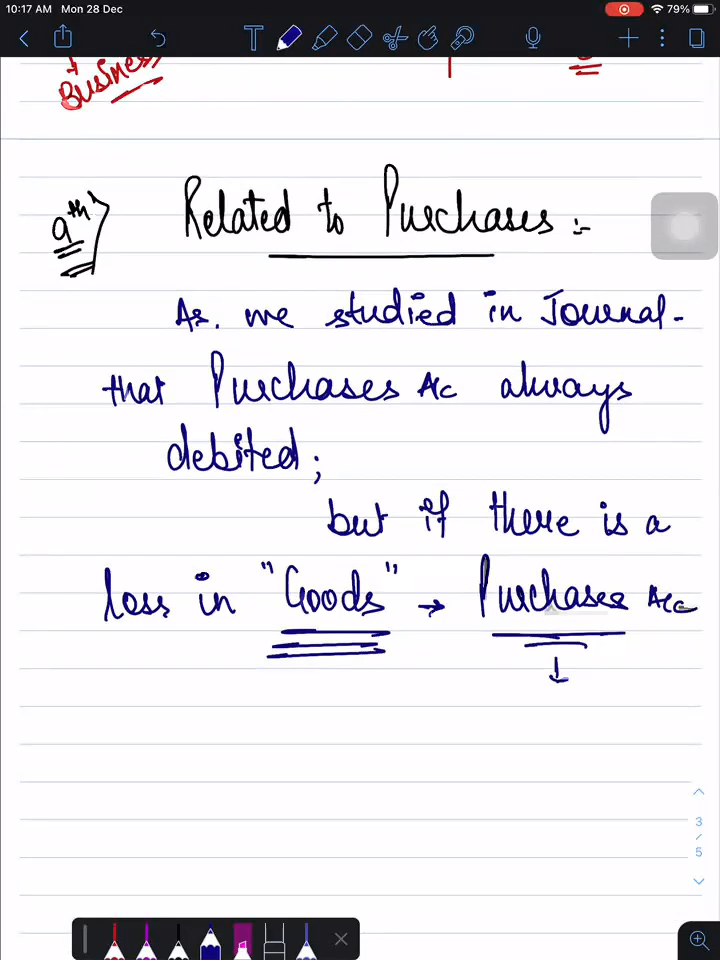 10:17 AM Mon 28 Dec
79%
T
Business
ath Related to Purchases :-
As. we studied in Journal-
that Purchases A/c always
debited;
but if there is a
loss in "Goods" → Purchases A/c
↓
3
/
5